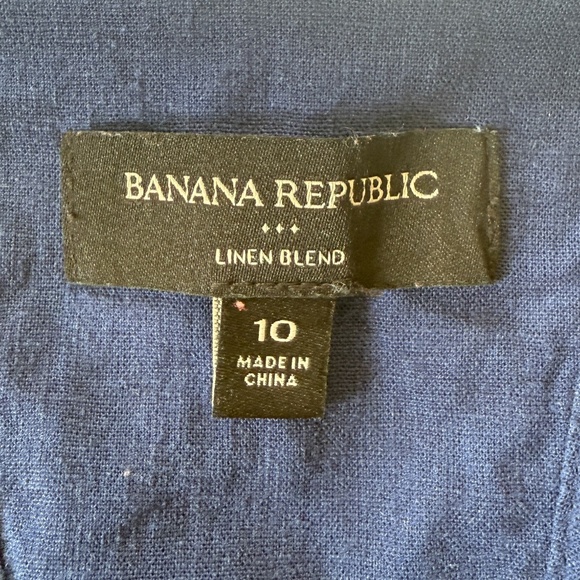 BANANA REPUBLIC
LINEN BLEND
10
MADE IN
CHINA